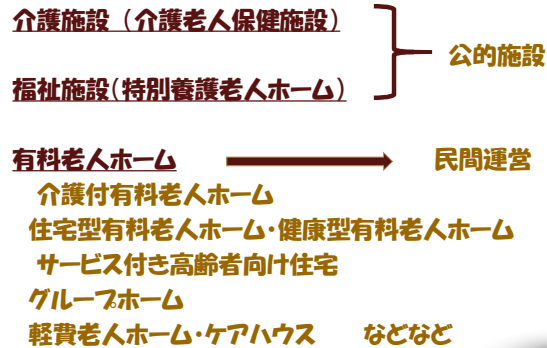 介護施設（介護老人保健施設）
公的施設
福祉施設（特別養護老人ホーム）
有料老人ホーム 民間運営
介護付有料老人ホーム
住宅型有料老人ホーム・健康型有料老人ホーム
サービス付き高齢者向け住宅
グループホーム
軽費老人ホーム・ケアハウス などなど